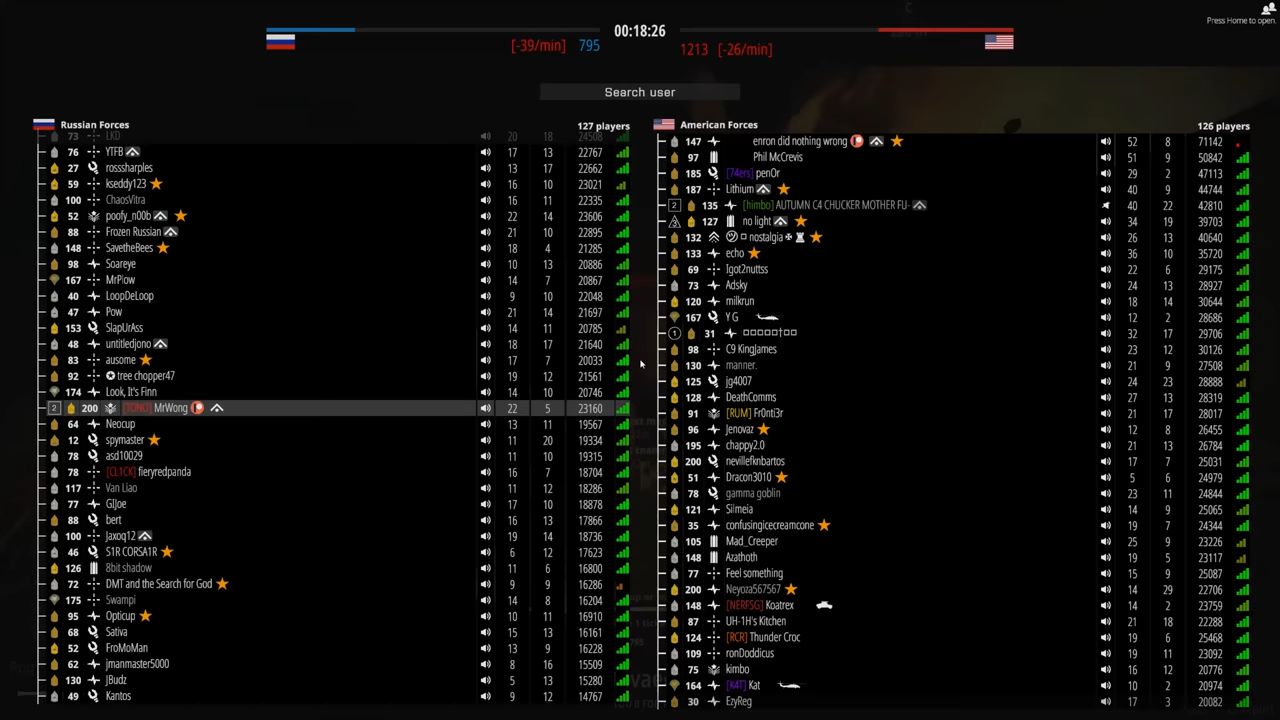 Press Home to open.
00:18:26
[-39/min] 795
1213 [-26/min]
Search user
Russian Forces 127 players
73 LKD 20 18 24508
76 YTFB 17 13 22767
27 rosssharples 13 17 22662
59 kseddy123 16 10 23021
100 ChaosVitra 16 11 22335
52 poofy_n00b 22 14 23606
88 Frozen Russian 21 10 22895
148 SavetheBees 18 4 21285
98 Soareye 10 13 20886
167 MrPlow 14 7 20867
40 LoopDeLoop 9 10 22048
47 Pow 21 14 21697
153 SlapUrAss 14 11 20785
48 untitledjono 18 17 21640
83 ausome 17 7 20033
92 tree chopper47 19 12 21561
174 Look, It's Finn 14 10 20746
2 200 [TONO] MrWong 22 5 23160
64 Neocup 13 11 19567
12 spymaster 11 20 19334
78 asd10029 11 10 19315
78 [CL1CK] fieryredpanda 16 7 18704
117 Van Liao 11 12 18286
77 GIJoe 17 10 18878
88 bert 16 13 17866
100 Jaxoq12 19 14 18736
46 S1R CORSA1R 6 12 17623
126 8bit shadow 11 6 16800
72 DMT and the Search for God 9 9 16286
175 Swampi 14 8 16204
95 Opticup 10 11 16910
68 Sativa 15 13 16161
52 FroMoMan 13 9 16228
62 jmanmaster5000 8 16 15509
130 JBudz 5 13 15280
49 Kantos 9 12 14767
American Forces 126 players
147 enron did nothing wrong 52 8 71142
97 Phil McCrevis 51 9 50842
185 [74ers] penOr 29 2 47113
187 Lithium 40 9 44744
2 135 [himbo] AUTUMN C4 CHUCKER MOTHER FU- 40 22 42810
127 no light 34 19 39703
132 nostalgia 26 13 40640
133 echo 36 10 35720
69 Igot2nuttss 22 6 29175
73 Adsky 24 13 28927
120 milkrun 18 14 30644
167 Y G 12 2 28686
1 31 □□□□□†□□ 32 17 29706
98 C9 KingJames 23 12 30126
130 manner. 21 9 27508
125 jg4007 24 23 28888
128 DeathComms 27 13 28319
91 [RUM] Fr0nti3r 21 17 28017
96 Jenovaz 12 8 26455
195 chappy2.0 21 13 26784
200 nevillefknbartos 17 7 25031
51 Dracon3010 5 6 24979
78 gamma goblin 23 11 24844
121 Silmeia 14 9 25065
35 confusingicecreamcone 19 7 24344
105 Mad_Creeper 25 9 23226
148 Azathoth 19 5 23117
77 Feel something 15 9 25087
200 Neyoza567567 14 29 22706
148 [NERFSG] Koatrex 14 2 23759
87 UH-1H's Kitchen 21 18 22288
124 [RCR] Thunder Croc 19 6 25468
109 ronDoddicus 19 11 23092
75 kimbo 16 12 20776
164 [K4T] Kat 10 2 20974
30 EzyReg 17 3 20082